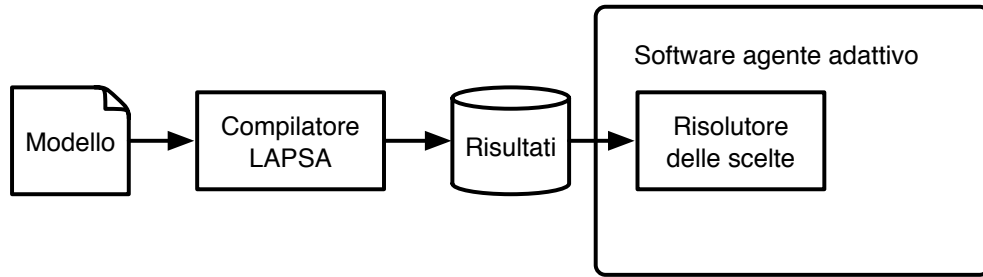 Software agente adattivo
Modello
Compilatore
LAPSA
Risultati
Risolutore
delle scelte